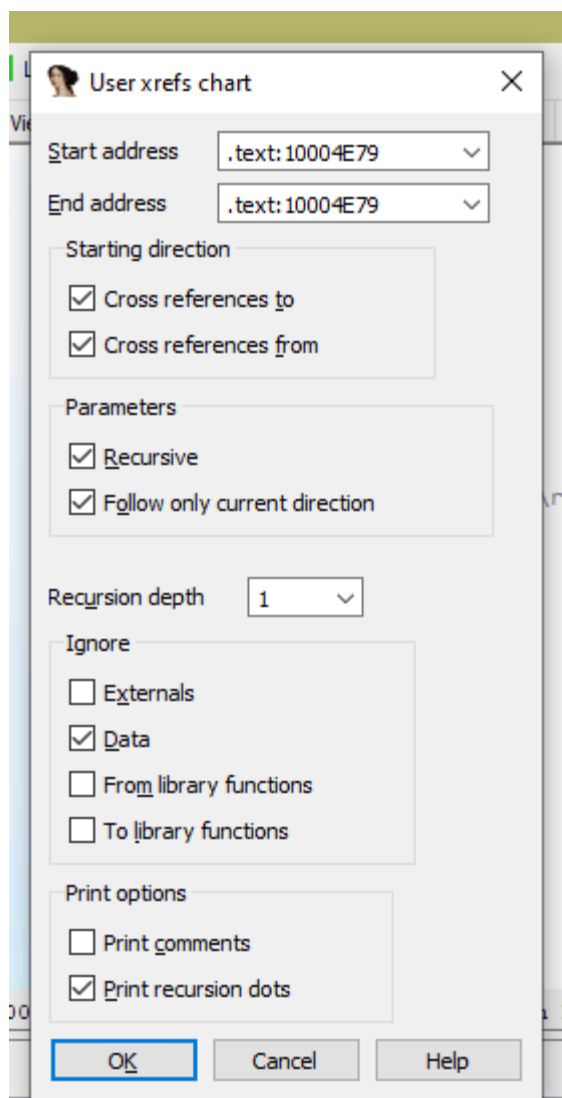 User xrefs chart
Start address .text:10004E79
End address .text:10004E79
Starting direction
Cross references to
Cross references from
Parameters
Recursive
Follow only current direction
Recursion depth 1
Ignore
Externals
Data
From library functions
To library functions
Print options
Print comments
Print recursion dots
OK Cancel Help